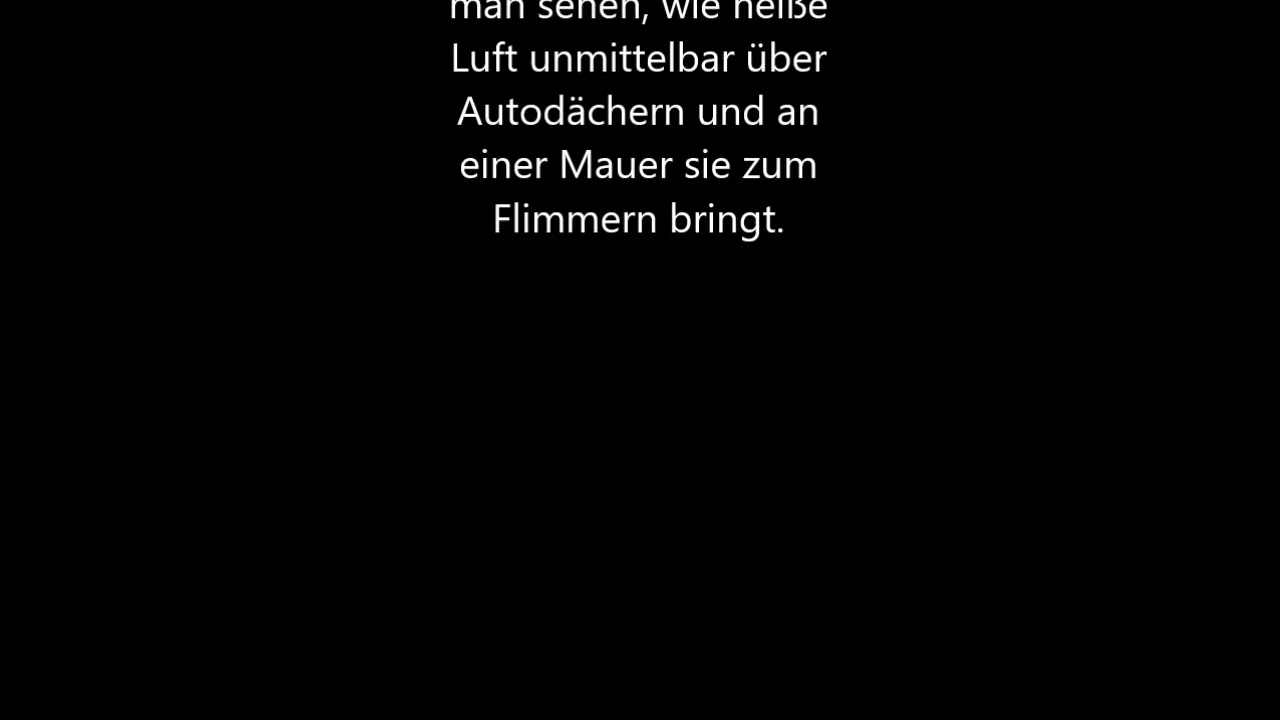 man sehen, wie heiße
Luft unmittelbar über
Autodächern und an
einer Mauer sie zum
Flimmern bringt.